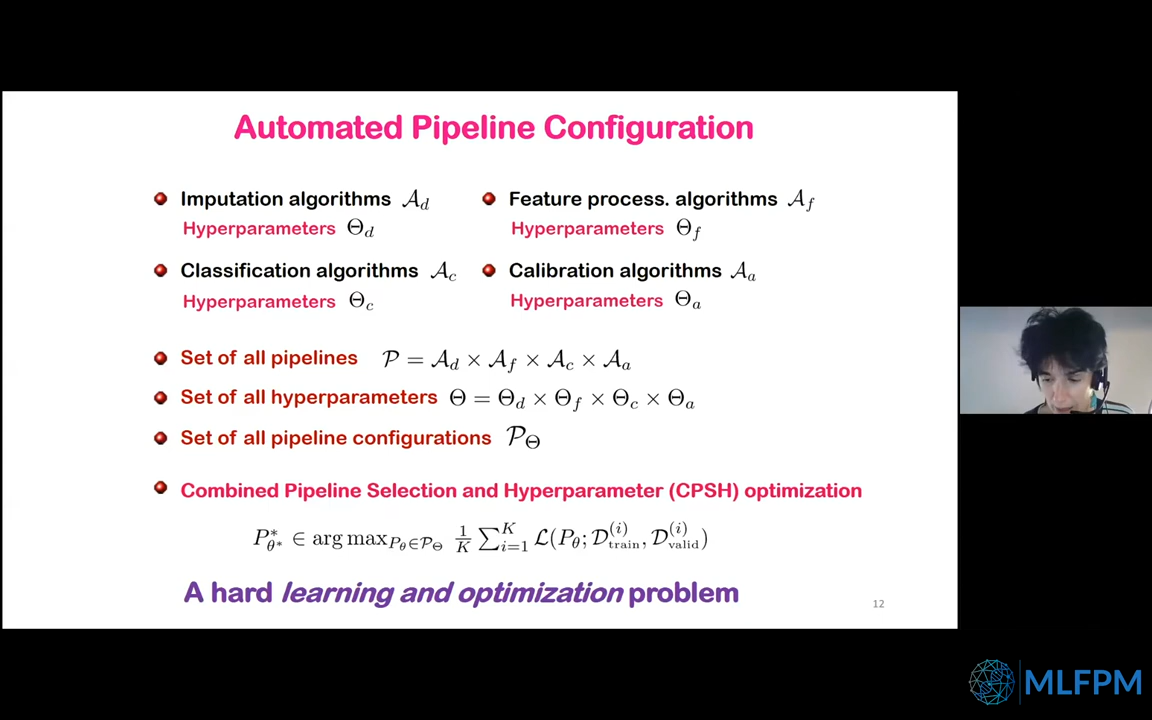 Automated Pipeline Configuration
Imputation algorithms 𝒜_d
Hyperparameters Θ_d
Feature process. algorithms 𝒜_f
Hyperparameters Θ_f
Classification algorithms 𝒜_c
Hyperparameters Θ_c
Calibration algorithms 𝒜_a
Hyperparameters Θ_a
Set of all pipelines 𝒫 = 𝒜_d × 𝒜_f × 𝒜_c × 𝒜_a
Set of all hyperparameters Θ = Θ_d × Θ_f × Θ_c × Θ_a
Set of all pipeline configurations 𝒫_Θ
Combined Pipeline Selection and Hyperparameter (CPSH) optimization
P*_θ* ∈ arg max_{P_θ∈𝒫_Θ} 1/K ∑_{i=1}^{K} ℒ(P_θ; 𝒟_train^(i), 𝒟_valid^(i))
A hard learning and optimization problem
12
MLFPM